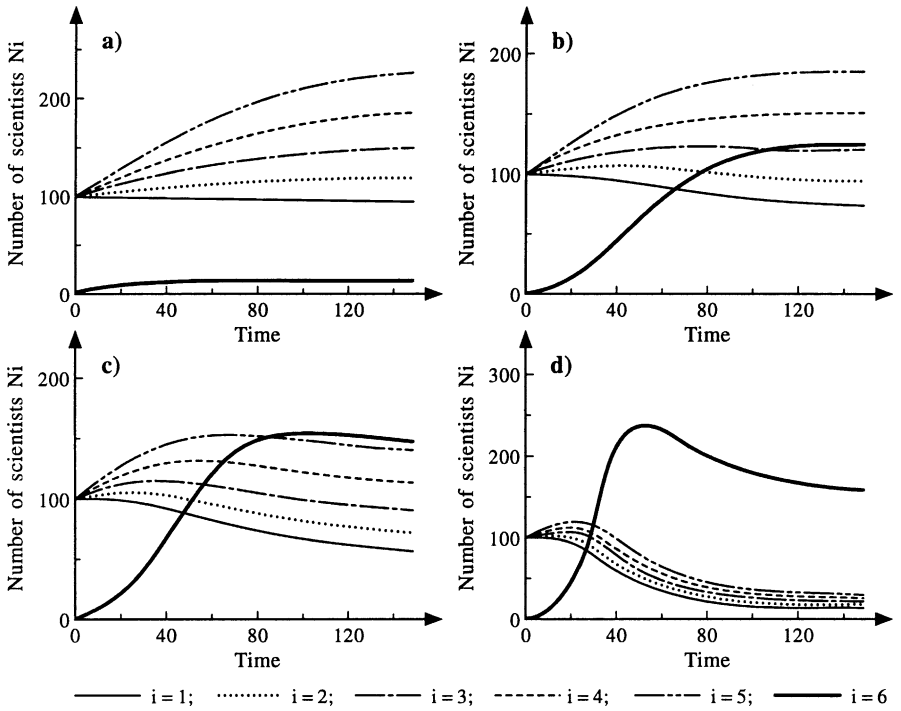 a)
Number of scientists Ni
200
100
0
0 40 80 120
Time
b)
Number of scientists Ni
200
100
0
0 40 80 120
Time
c)
Number of scientists Ni
200
100
0
0 40 80 120
Time
d)
Number of scientists Ni
300
200
100
0
0 40 80 120
Time
i = 1; i = 2; i = 3; i = 4; i = 5; i = 6